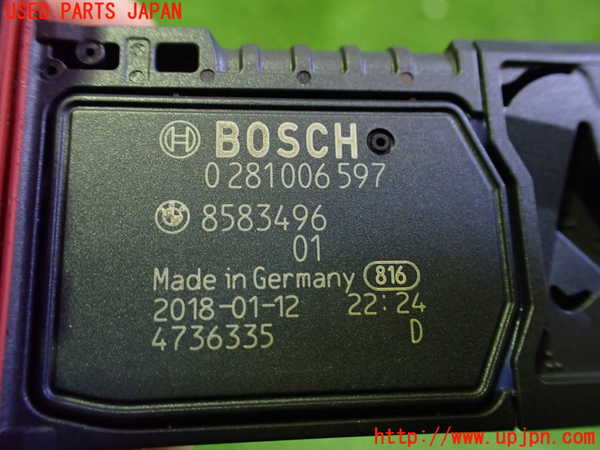 USED PARTS JAPAN
BOSCH
0 281 006 597
8583496
01
Made in Germany 816
2018-01-12 22:24
4736335 D
http://www.upjpn.com/